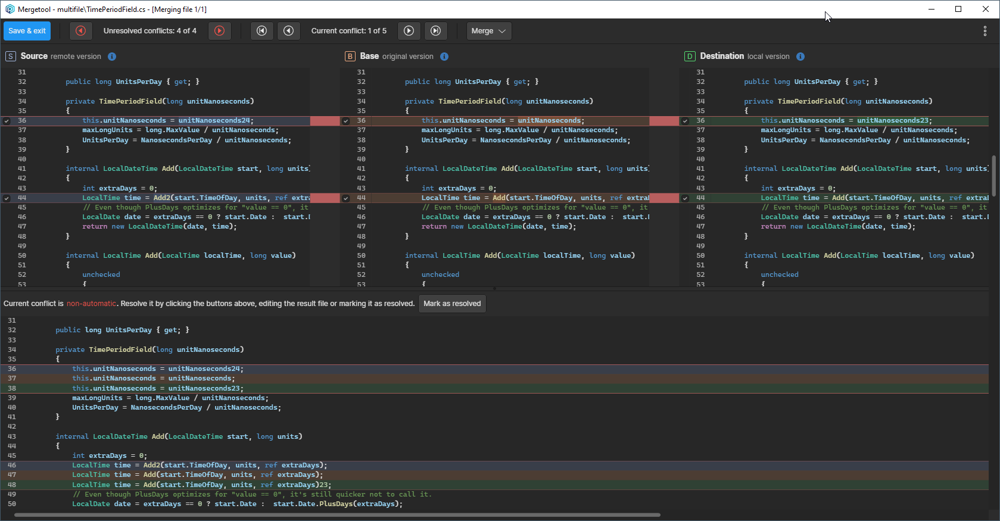 Mergetool - multifile\TimePeriodField.cs - [Merging file 1/1]
Save & exit
Unresolved conflicts: 4 of 4
Current conflict: 1 of 5
Merge
S Source remote version
31
32 public long UnitsPerDay { get; }
33
34 private TimePeriodField(long unitNanoseconds)
35 {
36 this.unitNanoseconds = unitNanoseconds24;
37 maxLongUnits = long.MaxValue / unitNanoseconds;
38 UnitsPerDay = NanosecondsPerDay / unitNanoseconds;
39 }
40
41 internal LocalDateTime Add(LocalDateTime start, long units)
42 {
43 int extraDays = 0;
44 LocalTime time = Add2(start.TimeOfDay, units, ref extra
45 // Even though PlusDays optimizes for "value == 0", it
46 LocalDate date = extraDays == 0 ? start.Date :  start.
47 return new LocalDateTime(date, time);
48 }
49
50 internal LocalTime Add(LocalTime localTime, long value)
51 {
52 unchecked
53 {
B Base original version
31
32 public long UnitsPerDay { get; }
33
34 private TimePeriodField(long unitNanoseconds)
35 {
36 this.unitNanoseconds = unitNanoseconds;
37 maxLongUnits = long.MaxValue / unitNanoseconds;
38 UnitsPerDay = NanosecondsPerDay / unitNanoseconds;
39 }
40
41 internal LocalDateTime Add(LocalDateTime start, long units
42 {
43 int extraDays = 0;
44 LocalTime time = Add(start.TimeOfDay, units, ref extra
45 // Even though PlusDays optimizes for "value == 0", it
46 LocalDate date = extraDays == 0 ? start.Date :  start.
47 return new LocalDateTime(date, time);
48 }
49
50 internal LocalTime Add(LocalTime localTime, long value)
51 {
52 unchecked
53 {
D Destination local version
31
32 public long UnitsPerDay { get; }
33
34 private TimePeriodField(long unitNanoseconds)
35 {
36 this.unitNanoseconds = unitNanoseconds23;
37 maxLongUnits = long.MaxValue / unitNanoseconds;
38 UnitsPerDay = NanosecondsPerDay / unitNanoseconds;
39 }
40
41 internal LocalDateTime Add(LocalDateTime start, long units
42 {
43 int extraDays = 0;
44 LocalTime time = Add(start.TimeOfDay, units, ref extra
45 // Even though PlusDays optimizes for "value == 0", it
46 LocalDate date = extraDays == 0 ? start.Date :  start.
47 return new LocalDateTime(date, time);
48 }
49
50 internal LocalTime Add(LocalTime localTime, long value)
51 {
52 unchecked
53 {
Current conflict is non-automatic. Resolve it by clicking the buttons above, editing the result file or marking it as resolved. Mark as resolved
31
32 public long UnitsPerDay { get; }
33
34 private TimePeriodField(long unitNanoseconds)
35 {
36 this.unitNanoseconds = unitNanoseconds24;
37 this.unitNanoseconds = unitNanoseconds;
38 this.unitNanoseconds = unitNanoseconds23;
39 maxLongUnits = long.MaxValue / unitNanoseconds;
40 UnitsPerDay = NanosecondsPerDay / unitNanoseconds;
41 }
42
43 internal LocalDateTime Add(LocalDateTime start, long units)
44 {
45 int extraDays = 0;
46 LocalTime time = Add2(start.TimeOfDay, units, ref extraDays);
47 LocalTime time = Add(start.TimeOfDay, units, ref extraDays);
48 LocalTime time = Add(start.TimeOfDay, units, ref extraDays)23;
49 // Even though PlusDays optimizes for "value == 0", it's still quicker not to call it.
50 LocalDate date = extraDays == 0 ? start.Date :  start.Date.PlusDays(extraDays);